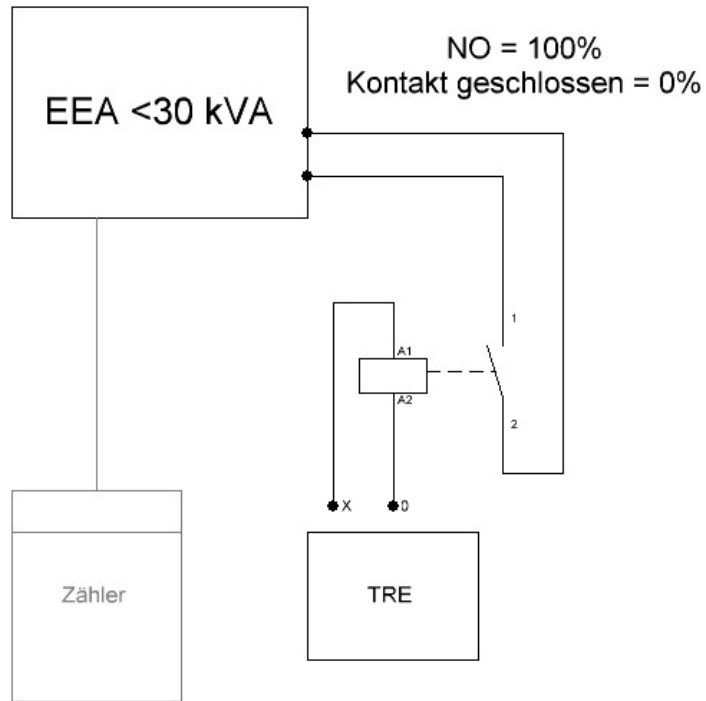 NO = 100%
Kontakt geschlossen = 0%
EEA <30 kVA
1
A1
A2
2
X
0
Zähler
TRE